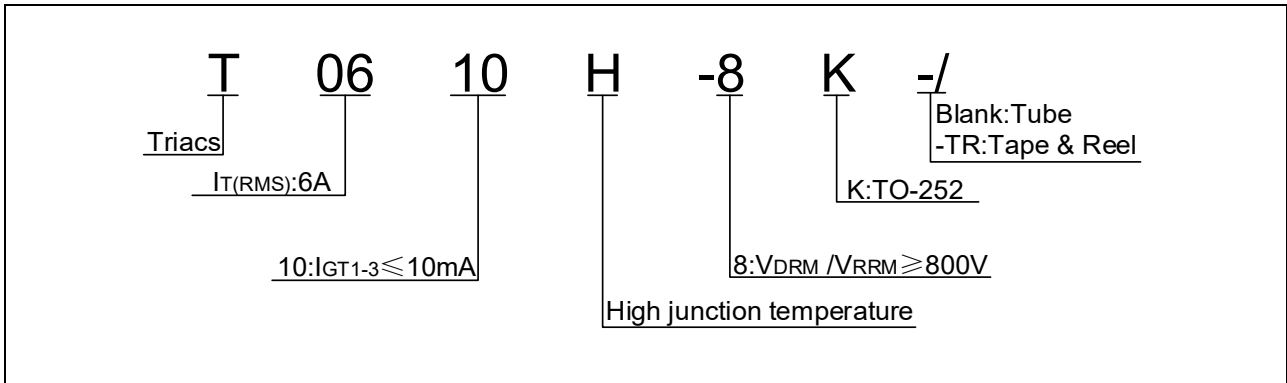 T 06 10 H -8 K -/
Blank:Tube
-TR:Tape & Reel
Triacs
IT(RMS):6A
K:TO-252
10:IGT1-3≤10mA
8:VDRM /VRRM≥800V
High junction temperature